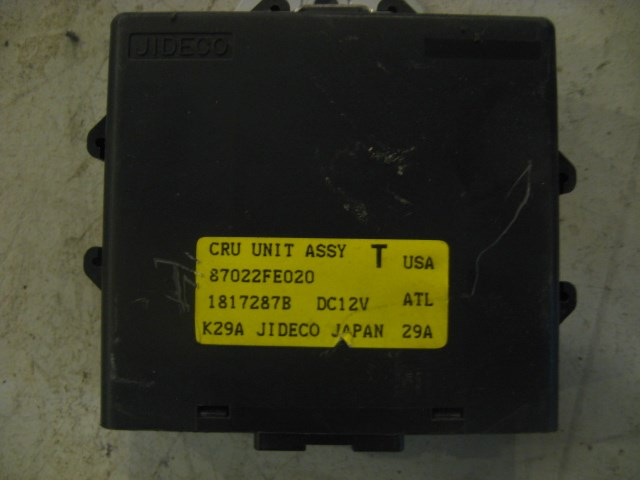 JIDECO
CRU UNIT ASSY T USA
87022FE020
1817287B DC12V ATL
K29A JIDECO JAPAN 29A